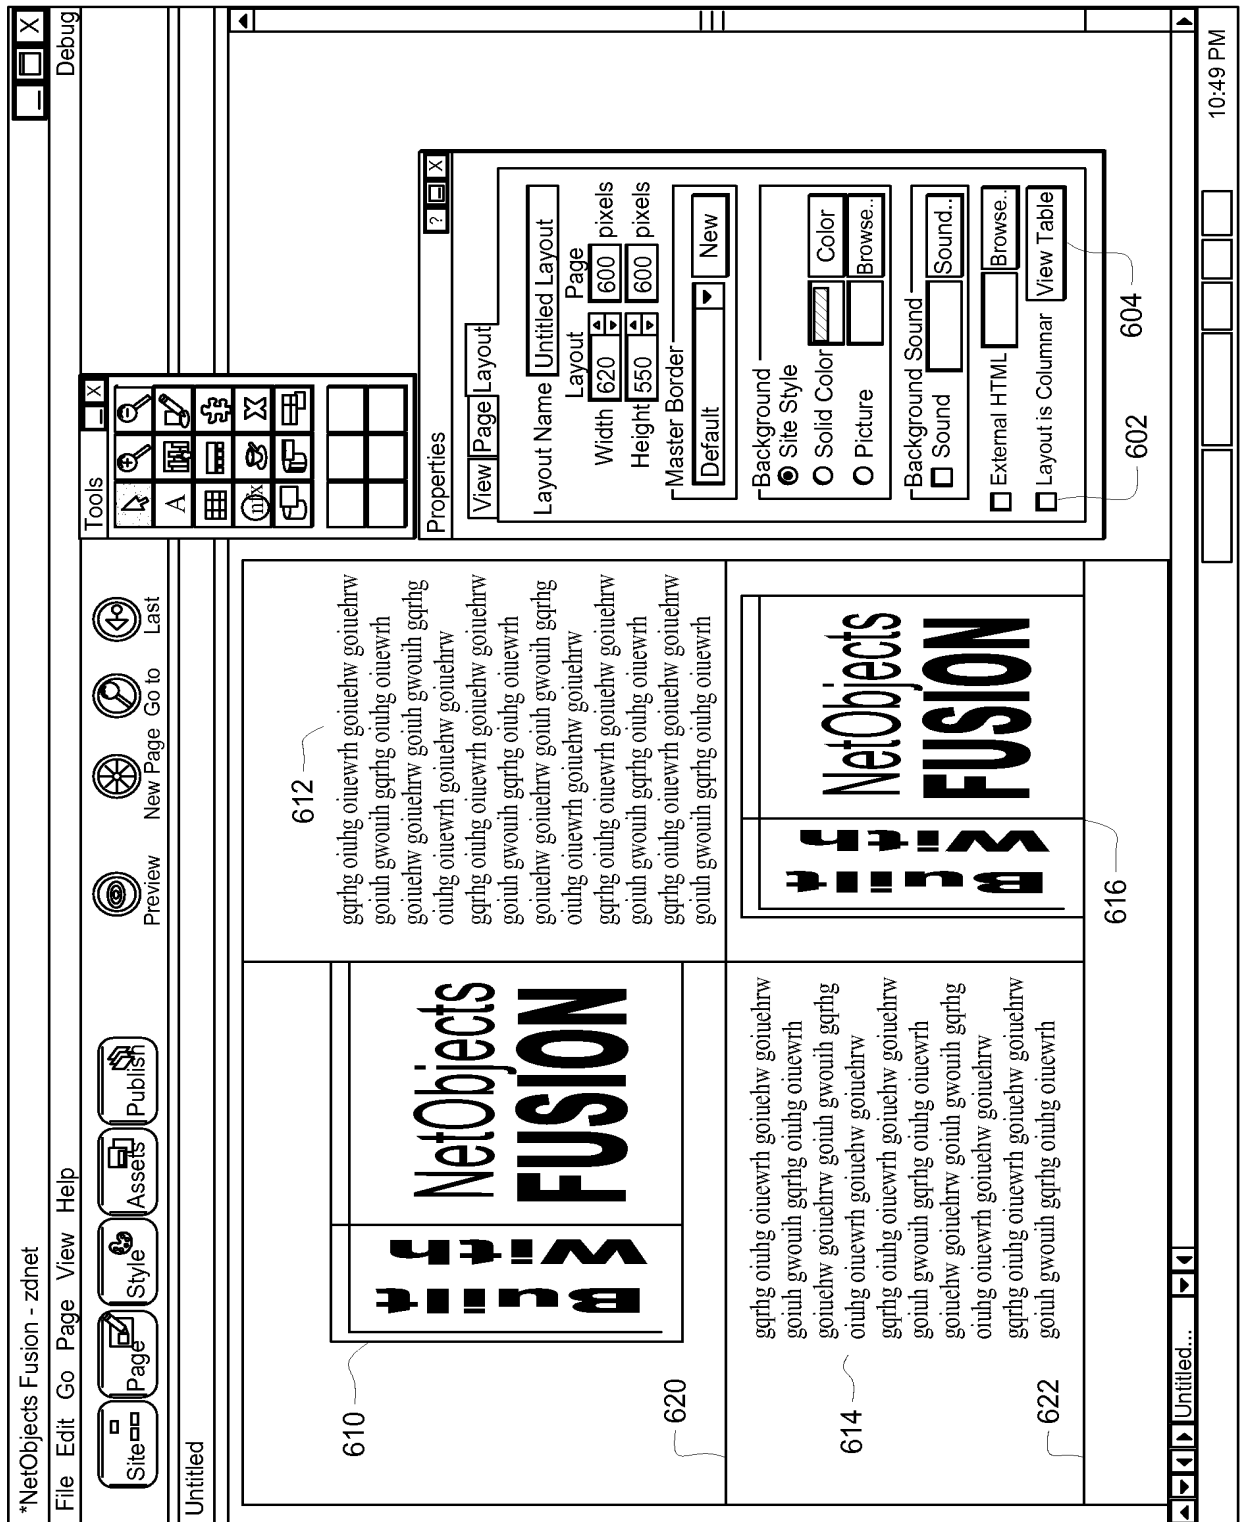 *NetObjects Fusion - zdnet
File Edit Go Page View Help
Debug
Site
Page
Style
Assets
Publish
Preview
New Page
Go to
Last
Untitled
Tools
A
nfx
Properties
View
Page
Layout
Layout Name Untitled Layout
Layout Page
Width 620 600 pixels
Height 550 600 pixels
Master Border
Default New
Background
Site Style
Solid Color Color
Picture Browse..
Background Sound
Sound Sound..
External HTML Browse..
Layout is Columnar View Table
602
604
610
Built
With
NetObjects
FUSION
612
gqrhg oiuhg oiuewrh goiuehw goiuehrw
goiuh gwouih gqrhg oiuhg oiuewrh
goiuehw goiuehrw goiuh gwouih gqrhg
oiuhg oiuewrh goiuehw goiuehrw
gqrhg oiuhg oiuewrh goiuehw goiuehrw
goiuh gwouih gqrhg oiuhg oiuewrh
goiuehw goiuehrw goiuh gwouih gqrhg
oiuhg oiuewrh goiuehw goiuehrw
gqrhg oiuhg oiuewrh goiuehw goiuehrw
goiuh gwouih gqrhg oiuhg oiuewrh
gqrhg oiuhg oiuewrh goiuehw goiuehrw
goiuh gwouih gqrhg oiuhg oiuewrh
620
614
gqrhg oiuhg oiuewrh goiuehw goiuehrw
goiuh gwouih gqrhg oiuhg oiuewrh
goiuehw goiuehrw goiuh gwouih gqrhg
oiuhg oiuewrh goiuehw goiuehrw
gqrhg oiuhg oiuewrh goiuehw goiuehrw
goiuh gwouih gqrhg oiuhg oiuewrh
goiuehw goiuehrw goiuh gwouih gqrhg
oiuhg oiuewrh goiuehw goiuehrw
gqrhg oiuhg oiuewrh goiuehw goiuehrw
goiuh gwouih gqrhg oiuhg oiuewrh
622
Built
With
NetObjects
FUSION
616
Untitled...
10:49 PM